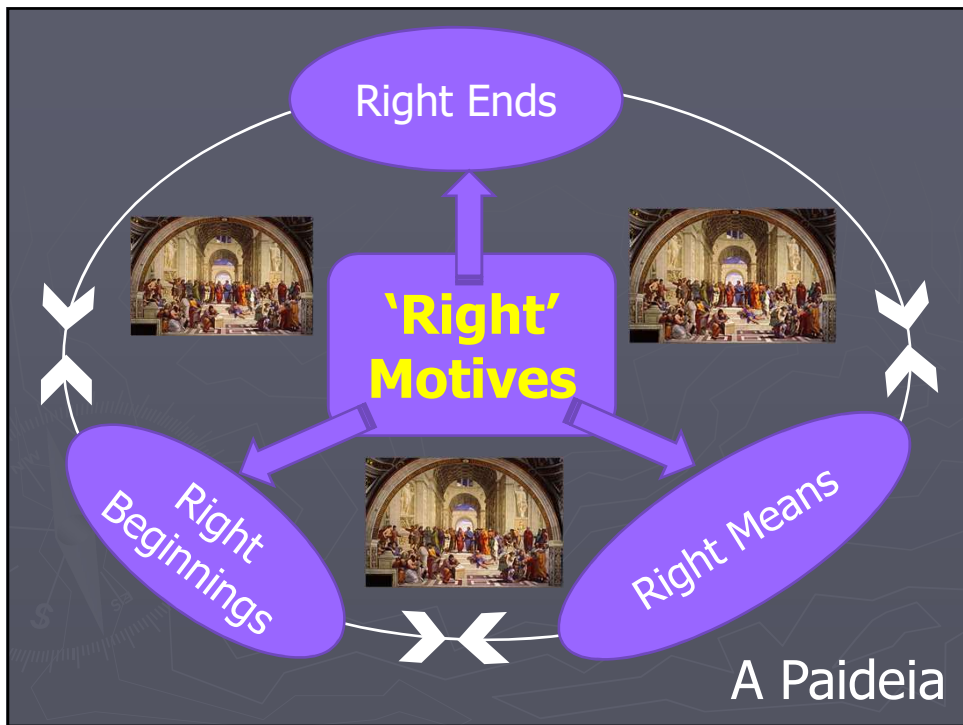 Right Ends
‘Right’
Motives
Right
Beginnings
Right Means
A Paideia